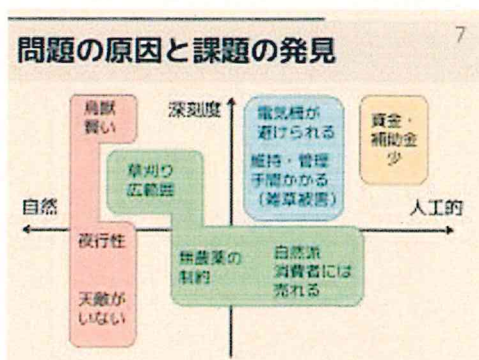 7
問題の原因と課題の発見
鳥獣
賢い
深刻度
電気柵が
避けられる
維持・管理
手間かかる
（雑草被害）
資金・
補助金
少
草刈り
広範囲
自然
人工的
夜行性
天敵が
いない
無農薬の
制約
自然派
消費者には
売れる